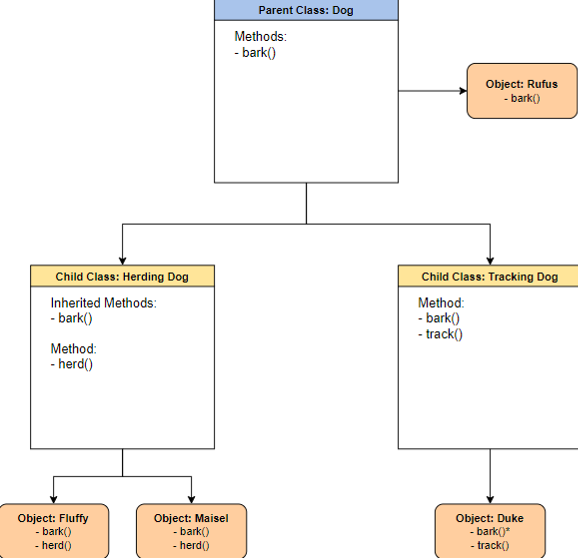 Parent Class: Dog
Methods:
- bark()
Object: Rufus
- bark()
Child Class: Herding Dog
Inherited Methods:
- bark()
Method:
- herd()
Child Class: Tracking Dog
Method:
- bark()
- track()
Object: Fluffy
- bark()
- herd()
Object: Maisel
- bark()
- herd()
Object: Duke
- bark()*
- track()